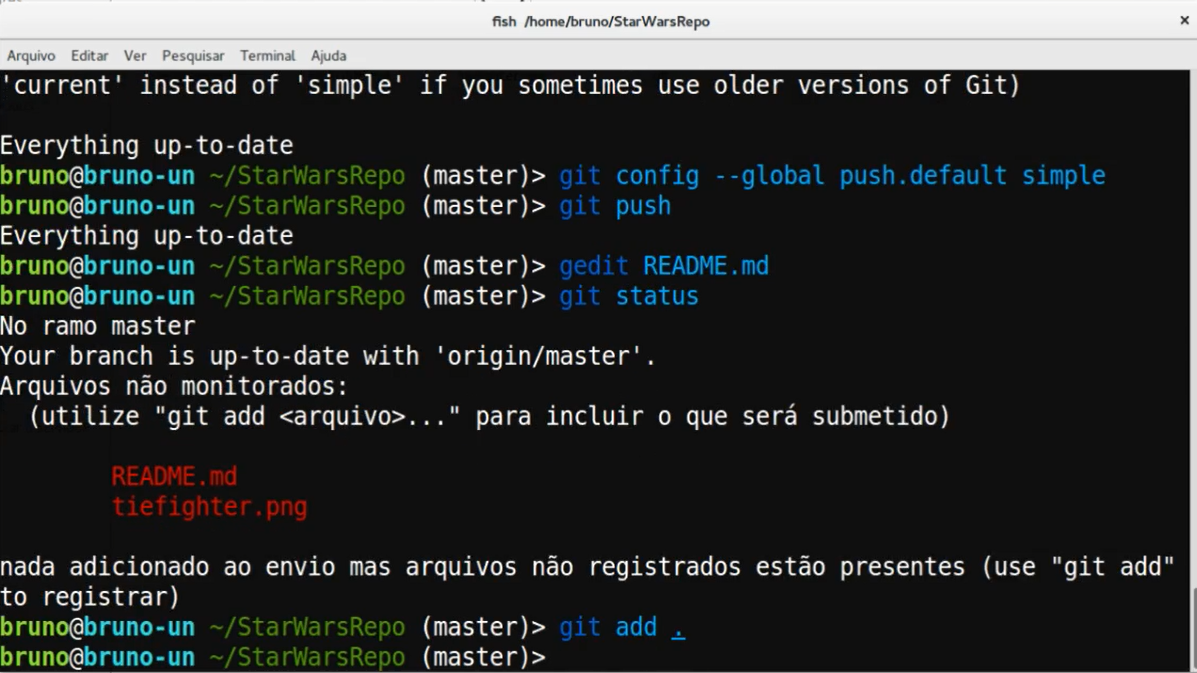 fish /home/bruno/StarWarsRepo
Arquivo Editar Ver Pesquisar Terminal Ajuda
'current' instead of 'simple' if you sometimes use older versions of Git)
Everything up-to-date
bruno@bruno-un ~/StarWarsRepo (master)> git config --global push.default simple
bruno@bruno-un ~/StarWarsRepo (master)> git push
Everything up-to-date
bruno@bruno-un ~/StarWarsRepo (master)> gedit README.md
bruno@bruno-un ~/StarWarsRepo (master)> git status
No ramo master
Your branch is up-to-date with 'origin/master'.
Arquivos não monitorados:
(utilize "git add <arquivo>..." para incluir o que será submetido)
README.md
tiefighter.png
nada adicionado ao envio mas arquivos não registrados estão presentes (use "git add"
to registrar)
bruno@bruno-un ~/StarWarsRepo (master)> git add .
bruno@bruno-un ~/StarWarsRepo (master)>